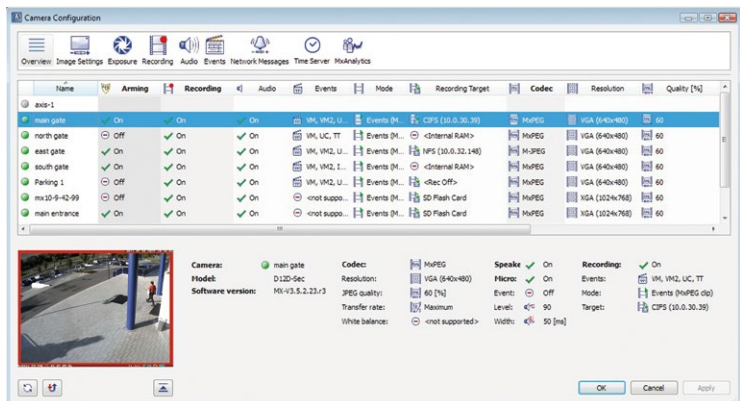 Camera Configuration
Overview Image Settings Exposure Recording Audio Events Network Messages Time Server MxAnalytics
Name Arming Recording Audio Events Mode Recording Target Codec Resolution Quality [%]
axis-1
main gate On On On VM, VM2, U... Events (M... CIFS (10.0.30.39) MxPEG VGA (640x480) 60
north gate Off On On VM, UC, TT Events (M... <Internal RAM> MxPEG VGA (640x480) 60
east gate On On On VM, VM2, U... Events (M... NFS (10.0.32.148) M-JPEG VGA (640x480) 60
south gate On On On VM, VM2, I... Events (M... <Internal RAM> MxPEG VGA (640x480) 60
Parking 1 Off On On VM, VM2, U... Events (M... <Rec Off> MxPEG VGA (640x480) 60
mx10-9-42-99 Off On On <not suppo... Events (M... SD Flash Card MxPEG XGA (1024x768) 60
main entrance On On On <not suppo... Events (M... SD Flash Card MxPEG XGA (1024x768) 60
Camera: main gate Codec: MxPEG Speake On Recording: On
Model: D12D-Sec Resolution: VGA (640x480) Micro: On Events: VM, VM2, UC, TT
Software version: MX-V3.5.2.23.r3 JPEG quality: 60 [%] Event: Off Mode: Events (MxPEG clip)
Transfer rate: Maximum Level: 90 Target: CIFS (10.0.30.39)
White balance: <not supported> Width: 50 [ms]
OK Cancel Apply